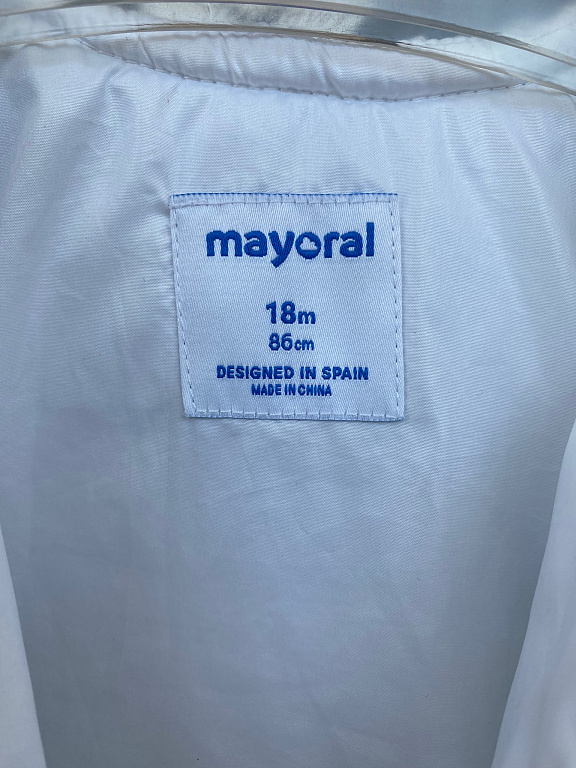 mayoral
18m
86cm
DESIGNED IN SPAIN
MADE IN CHINA